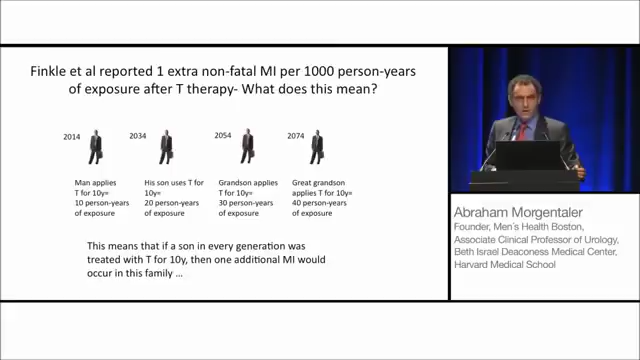 Finkle et al reported 1 extra non-fatal MI per 1000 person-years
of exposure after T therapy- What does this mean?
2014
2034
2054
2074
Man applies
T for 10y=
10 person-years
of exposure
His son uses T for
10y=
20 person-years
of exposure
Grandson applies
T for 10y=
30 person-years
of exposure
Great grandson
applies T for 10y=
40 person-years
of exposure
This means that if a son in every generation was
treated with T for 10y, then one additional MI would
occur in this family ...
Abraham Morgentaler
Founder, Men's Health Boston,
Associate Clinical Professor of Urology,
Beth Israel Deaconess Medical Center,
Harvard Medical School